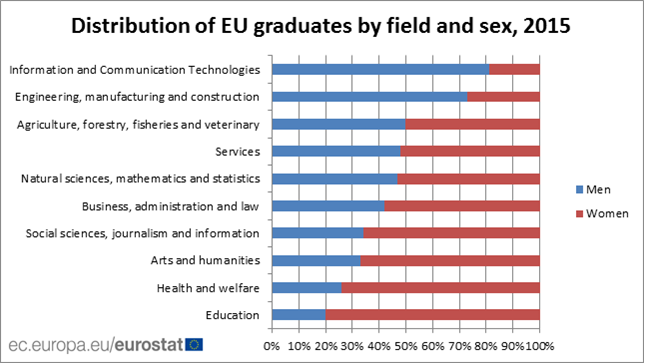 Distribution of EU graduates by field and sex, 2015
Information and Communication Technologies
Engineering, manufacturing and construction
Agriculture, forestry, fisheries and veterinary
Services
Natural sciences, mathematics and statistics
Business, administration and law
Social sciences, journalism and information
Arts and humanities
Health and welfare
Education
Men
Women
0% 10% 20% 30% 40% 50% 60% 70% 80% 90%100%
ec.europa.eu/eurostat